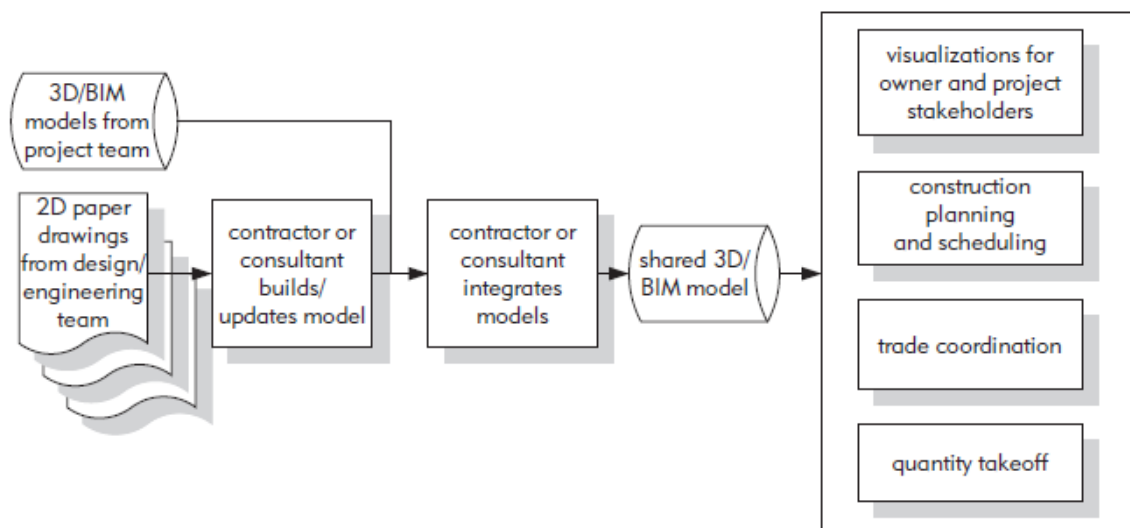 3D/BIM
models from
project team
2D paper
drawings
from design/
engineering
team
contractor or
consultant
builds/
updates model
contractor or
consultant
integrates
models
shared 3D/
BIM model
visualizations for
owner and project
stakeholders
construction
planning
and scheduling
trade coordination
quantity takeoff